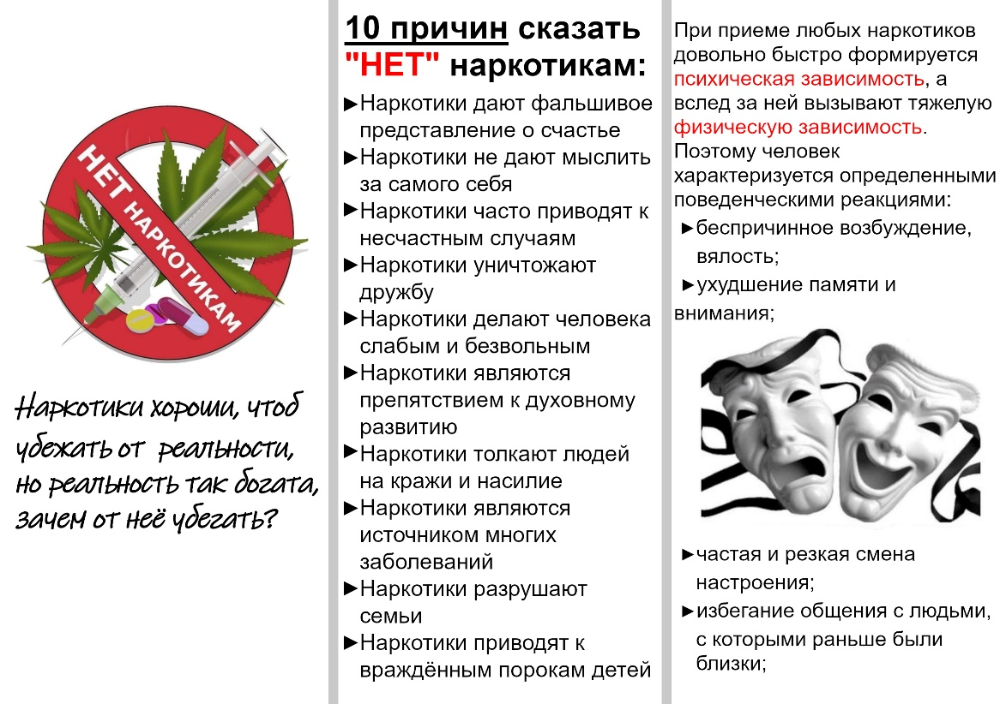 НЕТ НАРКОТИКАМ
Наркотики хороши, чтоб
убежать от реальности,
но реальность так богата,
зачем от неё убегать?
10 причин сказать
"НЕТ" наркотикам:
►Наркотики дают фальшивое
представление о счастье
►Наркотики не дают мыслить
за самого себя
►Наркотики часто приводят к
несчастным случаям
►Наркотики уничтожают
дружбу
►Наркотики делают человека
слабым и безвольным
►Наркотики являются
препятствием к духовному
развитию
►Наркотики толкают людей
на кражи и насилие
►Наркотики являются
источником многих
заболеваний
►Наркотики разрушают
семьи
►Наркотики приводят к
враждённым порокам детей
При приеме любых наркотиков
довольно быстро формируется
психическая зависимость, а
вслед за ней вызывают тяжелую
физическую зависимость.
Поэтому человек
характеризуется определенными
поведенческими реакциями:
►беспричинное возбуждение,
вялость;
►ухудшение памяти и
внимания;
►частая и резкая смена
настроения;
►избегание общения с людьми,
с которыми раньше были
близки;